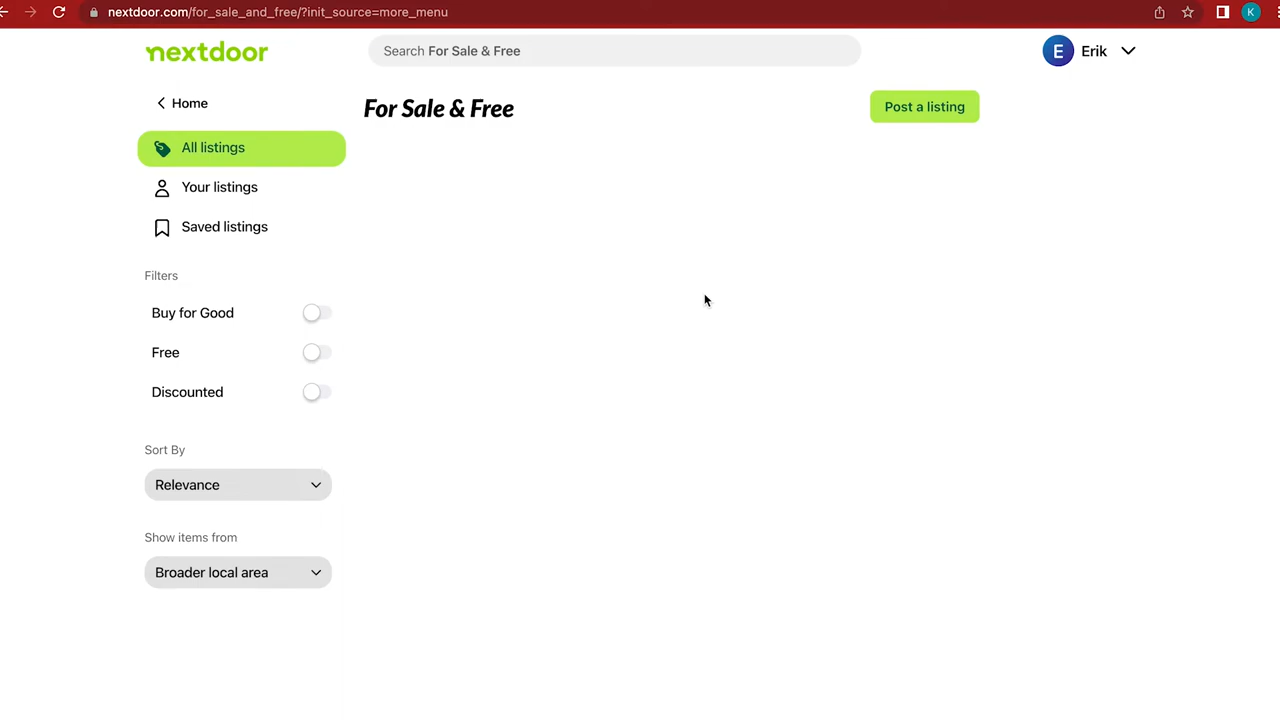 nextdoor.com/for_sale_and_free/?init_source=more_menu
K
nextdoor
Search For Sale & Free
E
Erik
Home
For Sale & Free
Post a listing
All listings
Your listings
Saved listings
Filters
Buy for Good
Free
Discounted
Sort By
Relevance
Show items from
Broader local area